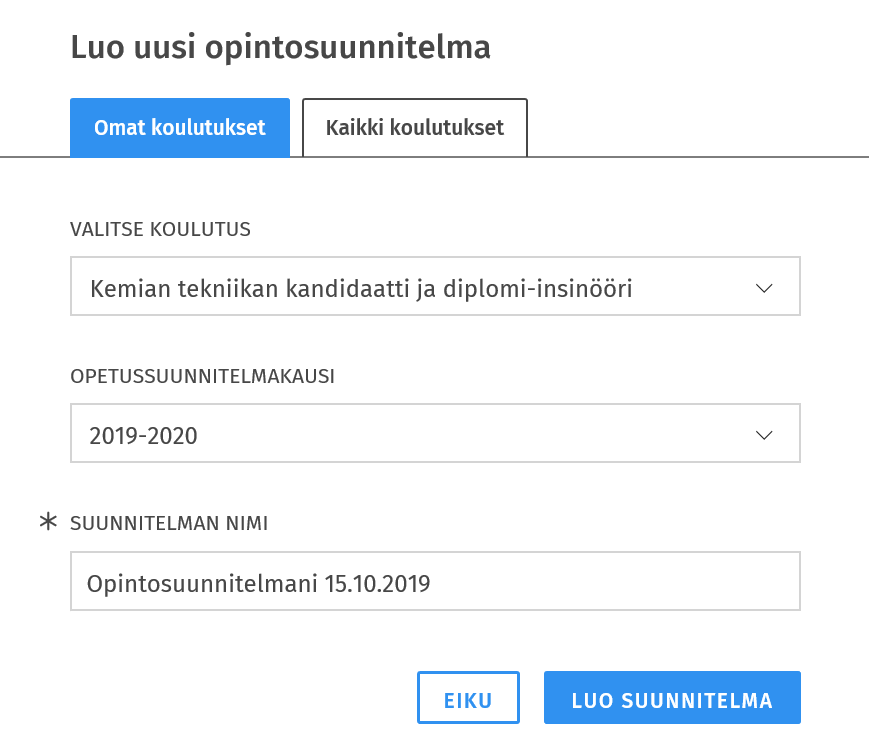 Luo uusi opintosuunnitelma
Omat koulutukset
Kaikki koulutukset
VALITSE KOULUTUS
Kemian tekniikan kandidaatti ja diplomi-insinööri
OPETUSSUUNNITELMAKAUSI
2019-2020
* SUUNNITELMAN NIMI
Opintosuunnitelmani 15.10.2019
EIKU
LUO SUUNNITELMA